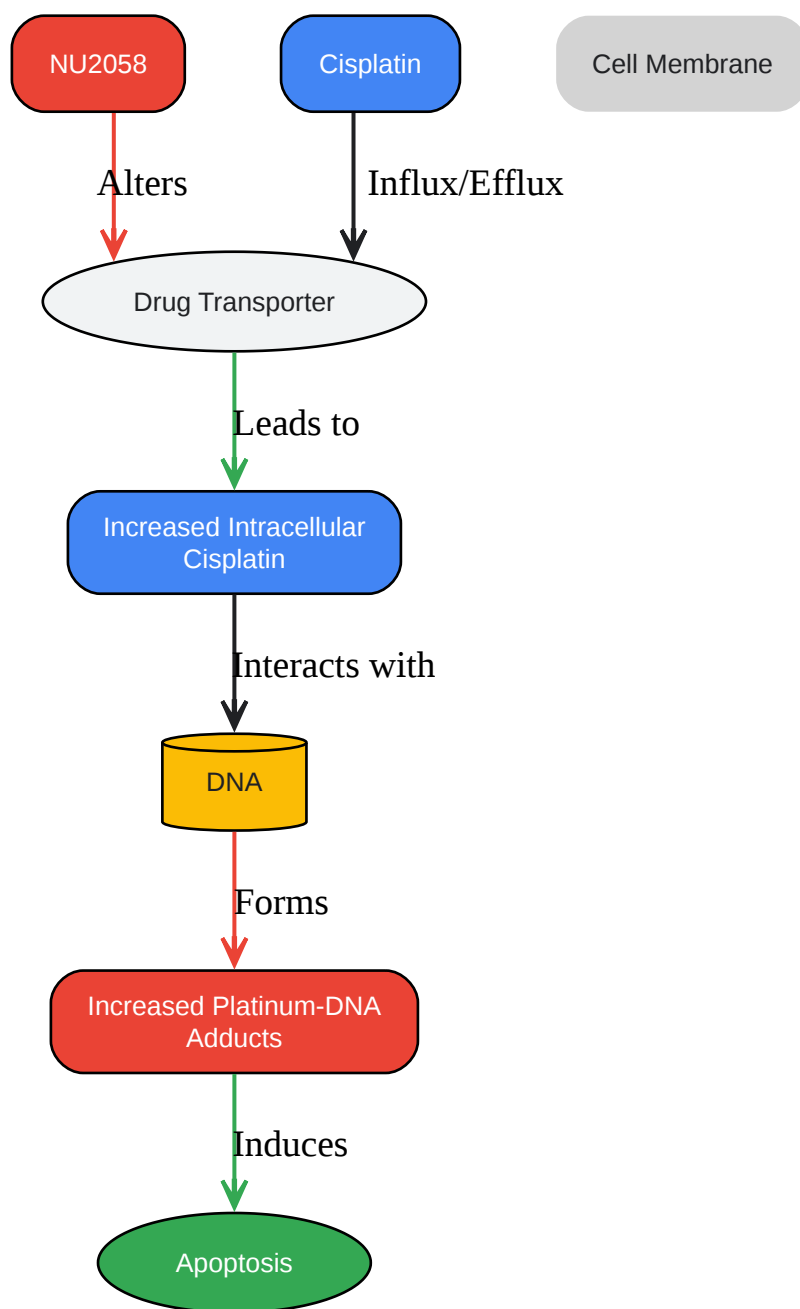 NU2058
Cisplatin
Cell Membrane
Alters
Influx/Efflux
Drug Transporter
Leads to
Increased Intracellular
Cisplatin
Interacts with
DNA
Forms
Increased Platinum-DNA
Adducts
Induces
Apoptosis